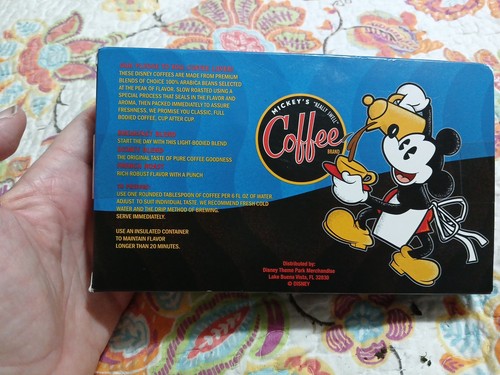 THESE DISNEY COFFEES ARE MADE FROM PREMIUM
BLENDS OF CHOICE 100% ARABICA BEANS SELECTED
AT THE PEAK OF FLAVOR. SLOW ROASTED USING A
SPECIAL PROCESS THAT SEALS IN THE FLAVOR AND
AROMA, THEN PACKED IMMEDIATELY TO ASSURE
FRESHNESS. WE PROMISE YOU CLASSIC, FULL
BODIED COFFEE, CUP AFTER CUP
BREAKFAST BLEND
START THE DAY WITH THIS LIGHT-BODIED BLEND
THE ORIGINAL TASTE OF PURE COFFEE GOODNESS
RICH ROBUST FLAVOR WITH A PUNCH
USE ONE ROUNDED TABLESPOON OF COFFEE PER 6 FL OZ OF WATER
ADJUST TO SUIT INDIVIDUAL TASTE. WE RECOMMEND FRESH COLD
WATER AND THE DRIP METHOD OF BREWING.
SERVE IMMEDIATELY.
USE AN INSULATED CONTAINER
TO MAINTAIN FLAVOR
LONGER THAN 20 MINUTES.
MICKEY'S "REALLY SWELL"
Coffee
BRAND
Distributed by:
Disney Theme Park Merchandise
Lake Buena Vista, FL 32830
© DISNEY